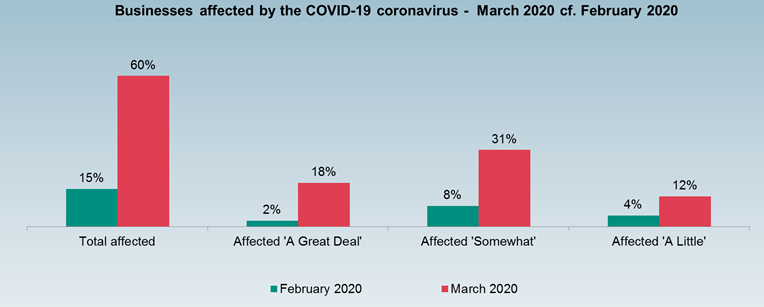 Businesses affected by the COVID-19 coronavirus - March 2020 cf. February 2020
60%
15%
2%
18%
8%
31%
4%
12%
Total affected
Affected 'A Great Deal'
Affected 'Somewhat'
Affected 'A Little'
February 2020
March 2020